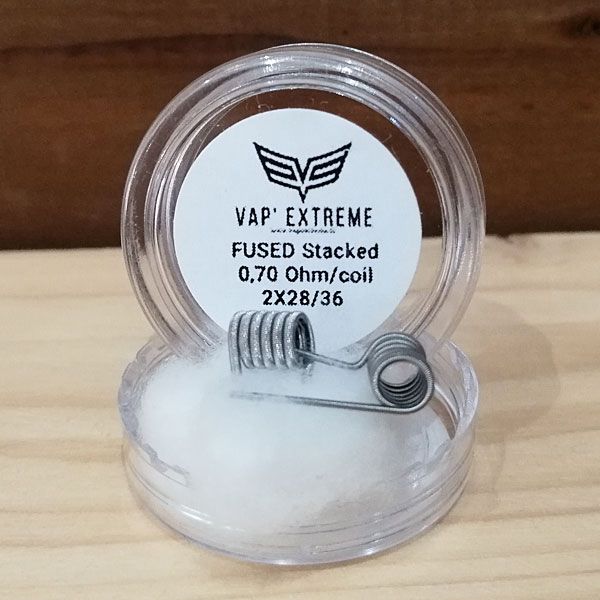 VAP' EXTREME
FUSED Stacked
0,70 Ohm/coil
2X28/36